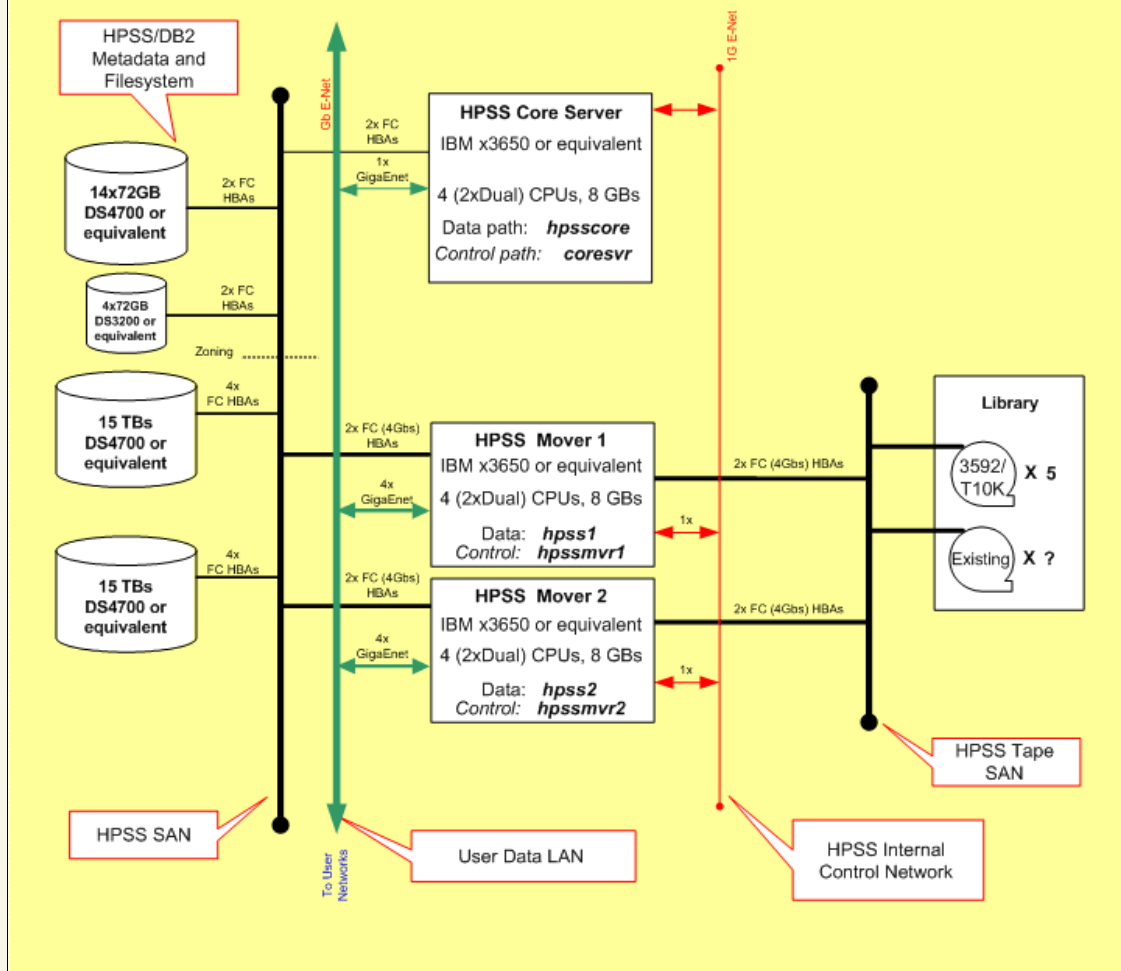 HPSS/DB2
Metadata and
Filesystem
Gb E-Net
1G E-Net
2x FC
HBAs
1x
GigaEnet
HPSS Core Server
IBM x3650 or equivalent
4 (2xDual) CPUs, 8 GBs
Data path: hpsscore
Control path: coresvr
14x72GB
DS4700 or
equivalent
2x FC
HBAs
4x72GB
DS3200 or
equivalent
2x FC
HBAs
Zoning
15 TBs
DS4700 or
equivalent
4x
FC HBAs
2x FC (4Gbs)
HBAs
4x
GigaEnet
HPSS Mover 1
IBM x3650 or equivalent
4 (2xDual) CPUs, 8 GBs
Data: hpss1
Control: hpssmvr1
1x
2x FC (4Gbs) HBAs
Library
3592/
T10K
X 5
Existing
X ?
15 TBs
DS4700 or
equivalent
4x
FC HBAs
2x FC (4Gbs)
HBAs
4x
GigaEnet
HPSS Mover 2
IBM x3650 or equivalent
4 (2xDual) CPUs, 8 GBs
Data: hpss2
Control: hpssmvr2
1x
2x FC (4Gbs) HBAs
HPSS Tape
SAN
HPSS SAN
To User
Networks
User Data LAN
HPSS Internal
Control Network